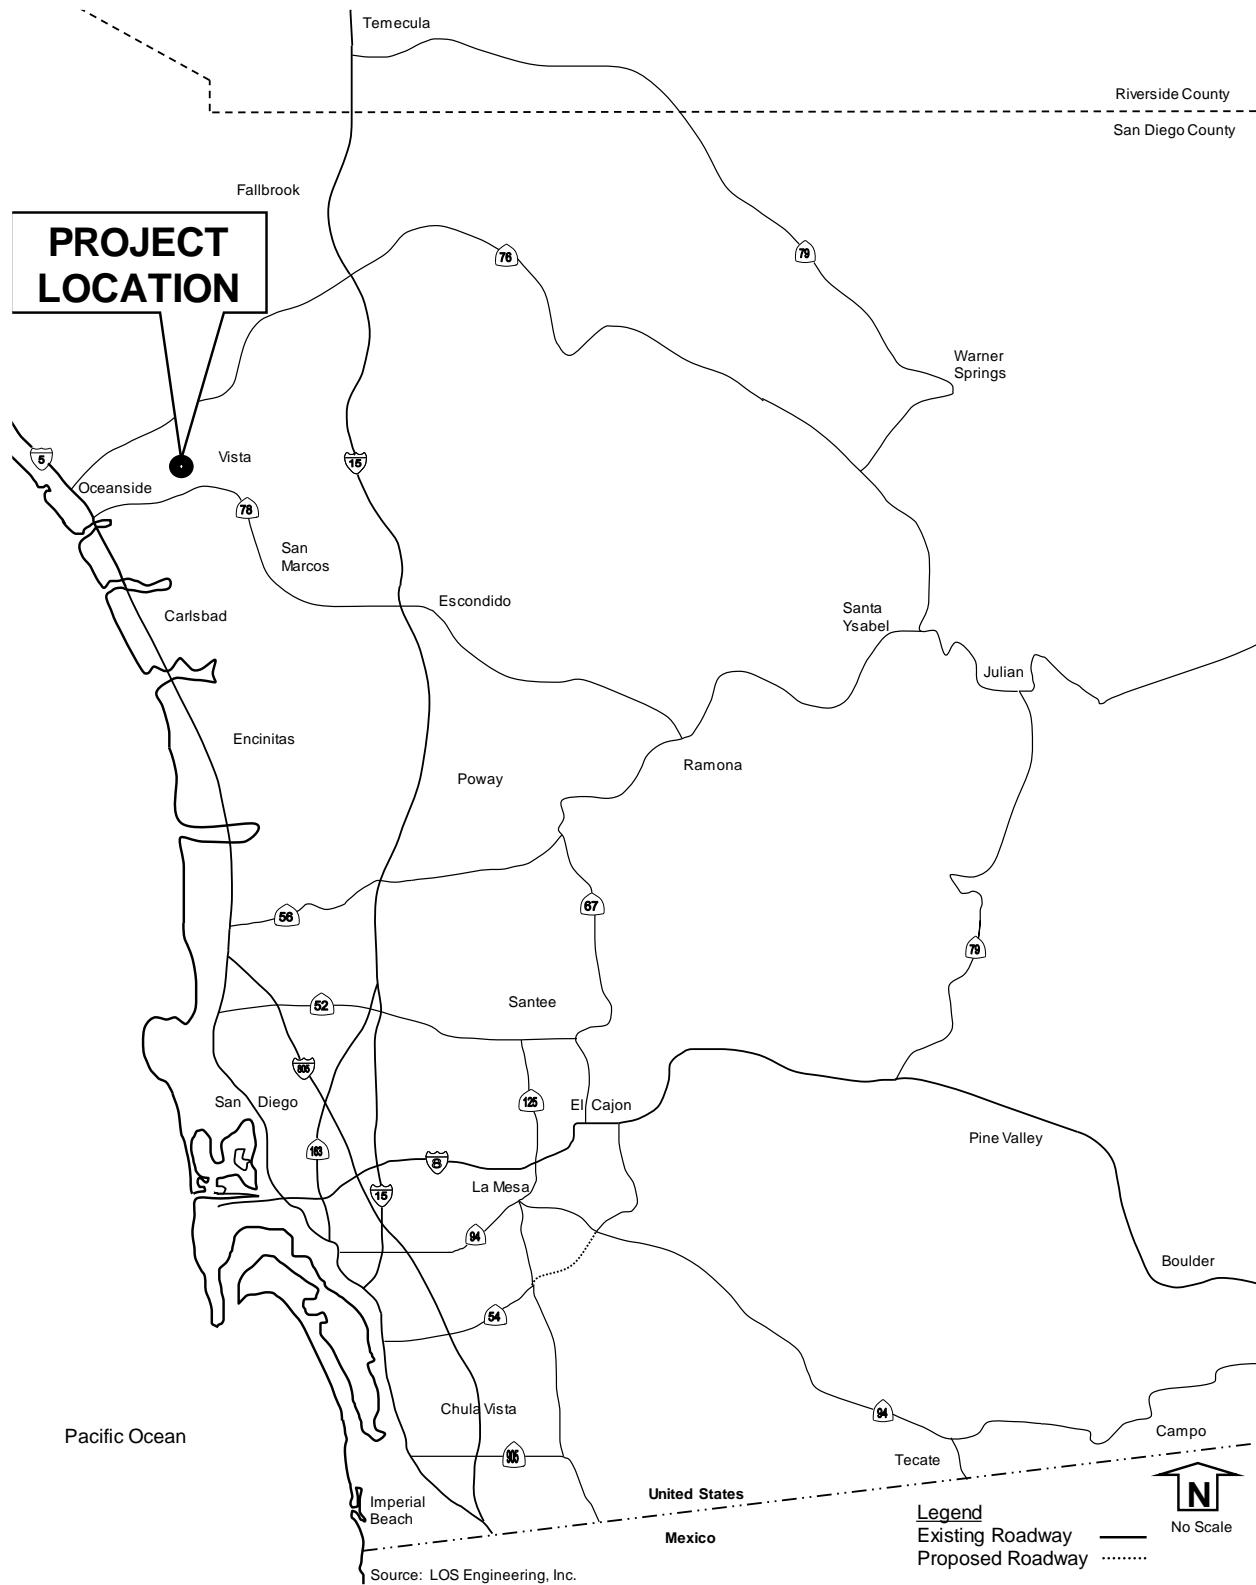 Temecula
Riverside County
San Diego County
Fallbrook
PROJECT
LOCATION
76
79
Warner
Springs
5
Vista
15
Oceanside
78
San
Marcos
Escondido
Carlsbad
Santa
Ysabel
Julian
Encinitas
Ramona
Poway
56
67
79
52
Santee
805
San Diego
125
El Cajon
163
8
Pine Valley
La Mesa
15
94
Boulder
54
Chula Vista
94
Pacific Ocean
905
Campo
Tecate
United States
Mexico
Imperial
Beach
N
No Scale
Legend
Existing Roadway
Proposed Roadway
Source: LOS Engineering, Inc.